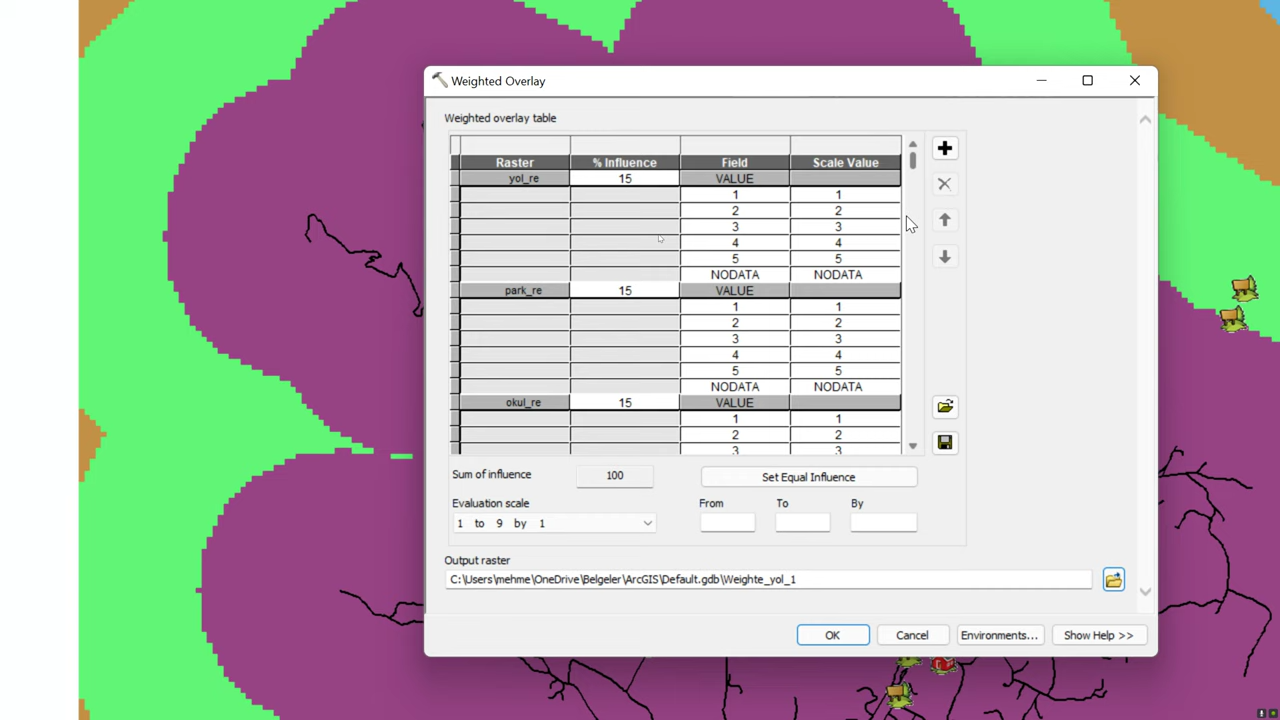 Weighted Overlay
Weighted overlay table
Raster % Influence Field Scale Value
yol_re 15 VALUE
1 1
2 2
3 3
4 4
5 5
NODATA NODATA
park_re 15 VALUE
1 1
2 2
3 3
4 4
5 5
NODATA NODATA
okul_re 15 VALUE
1 1
2 2
3 3
Sum of influence 100 Set Equal Influence
Evaluation scale From To By
1 to 9 by 1
Output raster
C:\Users\mehme\OneDrive\Belgeler\ArcGIS\Default.gdb\Weighte_yol_1
OK Cancel Environments... Show Help >>